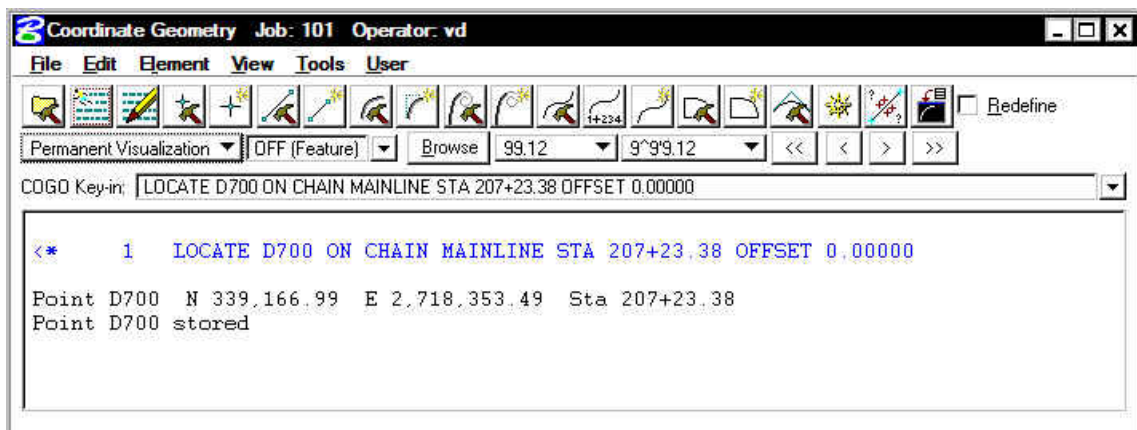 Coordinate Geometry Job: 101 Operator: vd
File Edit Element View Tools User
1+234
Redefine
Permanent Visualization OFF (Feature) Browse 99.12 9^9'9.12 << < > >>
COGO Key-in: LOCATE D700 ON CHAIN MAINLINE STA 207+23.38 OFFSET 0.00000
<* 1 LOCATE D700 ON CHAIN MAINLINE STA 207+23.38 OFFSET 0.00000
Point D700 N 339,166.99 E 2,718,353.49 Sta 207+23.38
Point D700 stored